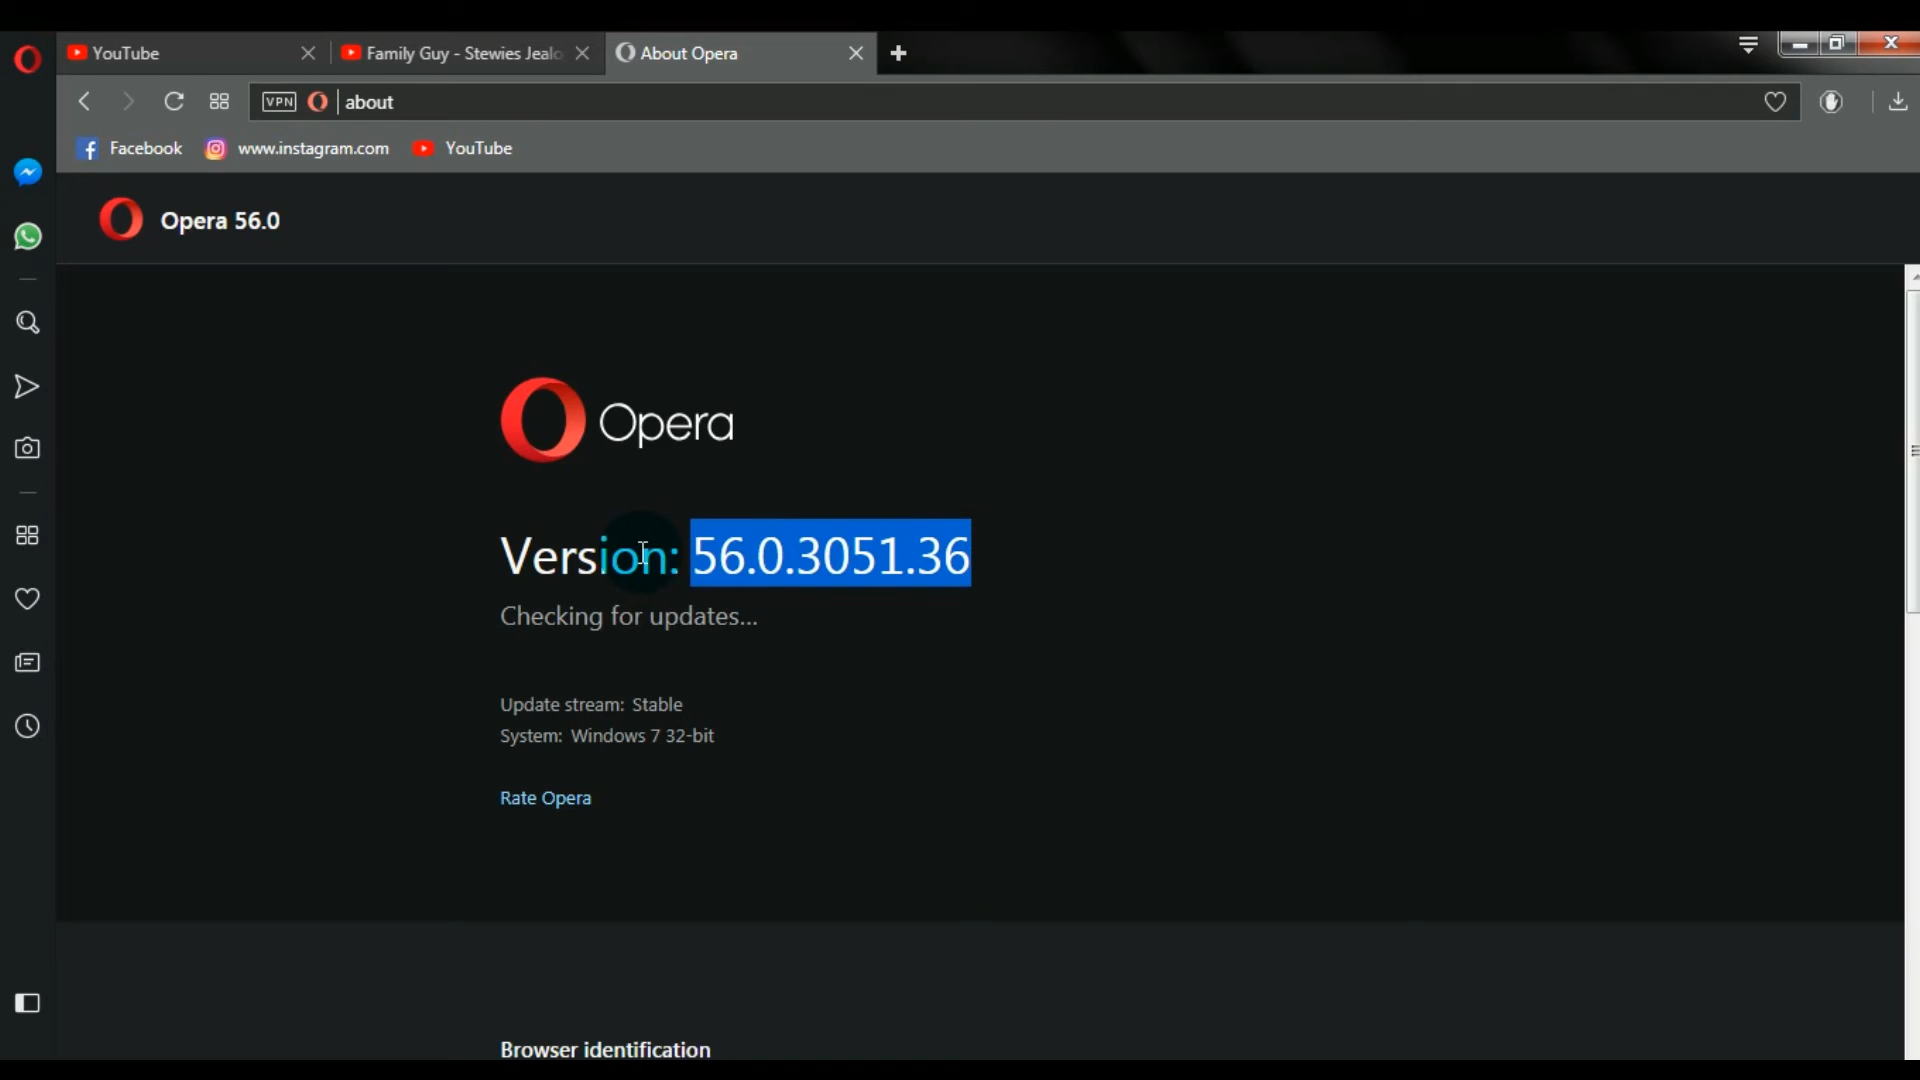 YouTube
Family Guy - Stewies Jealo
About Opera
VPN about
Facebook www.instagram.com YouTube
Opera 56.0
Opera
Version: 56.0.3051.36
Checking for updates...
Update stream: Stable
System: Windows 7 32-bit
Rate Opera
Browser identification